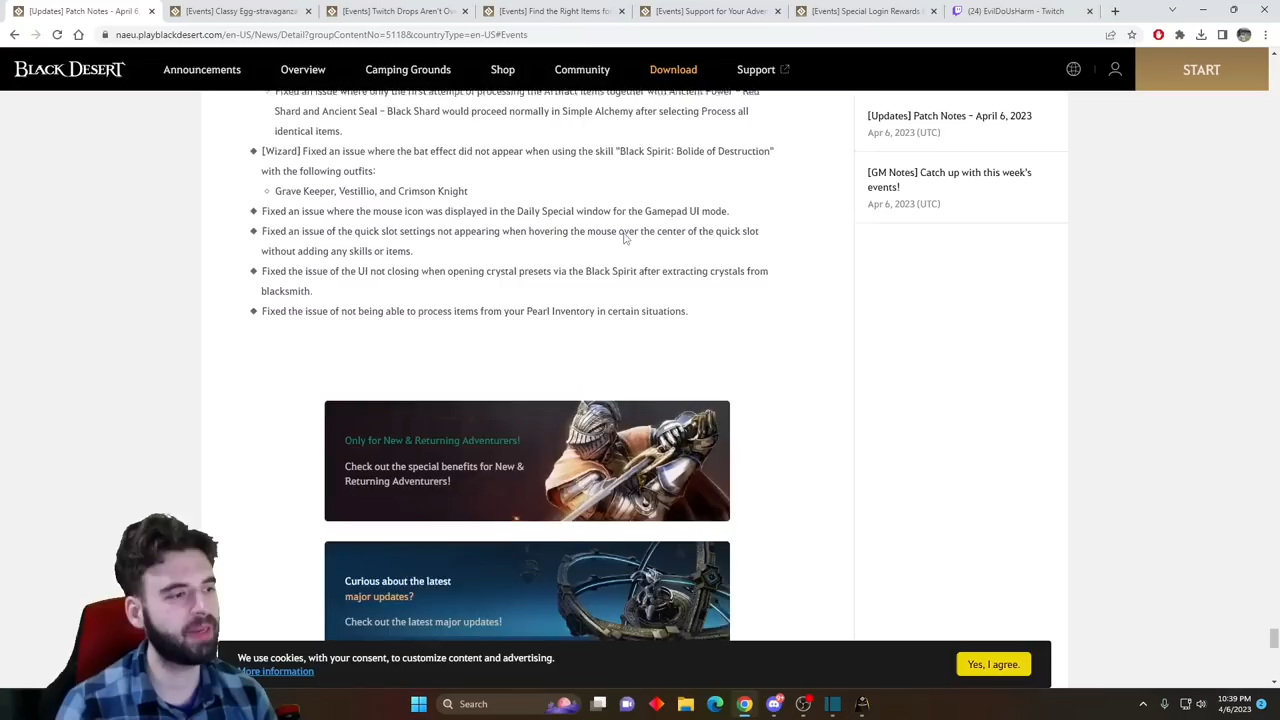 [Updates] Patch Notes - April 6
[Events] Classy Egg-stravaganza
[Events] Twitch Drops Aren't Over
[Events] Find the Right Items for
[Events] Support for Your Adven
[Events] Special Login Rewards
(24) EvilDoUsHarm - Twitch
naeu.playblackdesert.com/en-US/News/Detail?groupContentNo=5118&countryType=en-US#Events
BLACK DESERT
Announcements
Overview
Camping Grounds
Shop
Community
Download
Support
START
Fixed an issue where only the first attempt of processing the Artifact items together with Ancient Power – Red
Shard and Ancient Seal – Black Shard would proceed normally in Simple Alchemy after selecting Process all
identical items.
[Wizard] Fixed an issue where the bat effect did not appear when using the skill "Black Spirit: Bolide of Destruction"
with the following outfits:
Grave Keeper, Vestillio, and Crimson Knight
Fixed an issue where the mouse icon was displayed in the Daily Special window for the Gamepad UI mode.
Fixed an issue of the quick slot settings not appearing when hovering the mouse over the center of the quick slot
without adding any skills or items.
Fixed the issue of the UI not closing when opening crystal presets via the Black Spirit after extracting crystals from
blacksmith.
Fixed the issue of not being able to process items from your Pearl Inventory in certain situations.
[Updates] Patch Notes – April 6, 2023
Apr 6, 2023 (UTC)
[GM Notes] Catch up with this week's
events!
Apr 6, 2023 (UTC)
Only for New & Returning Adventurers!
Check out the special benefits for New &
Returning Adventurers!
Curious about the latest
major updates?
Check out the latest major updates!
We use cookies, with your consent, to customize content and advertising.
More information
Yes, I agree.
Search
10:39 PM
4/6/2023